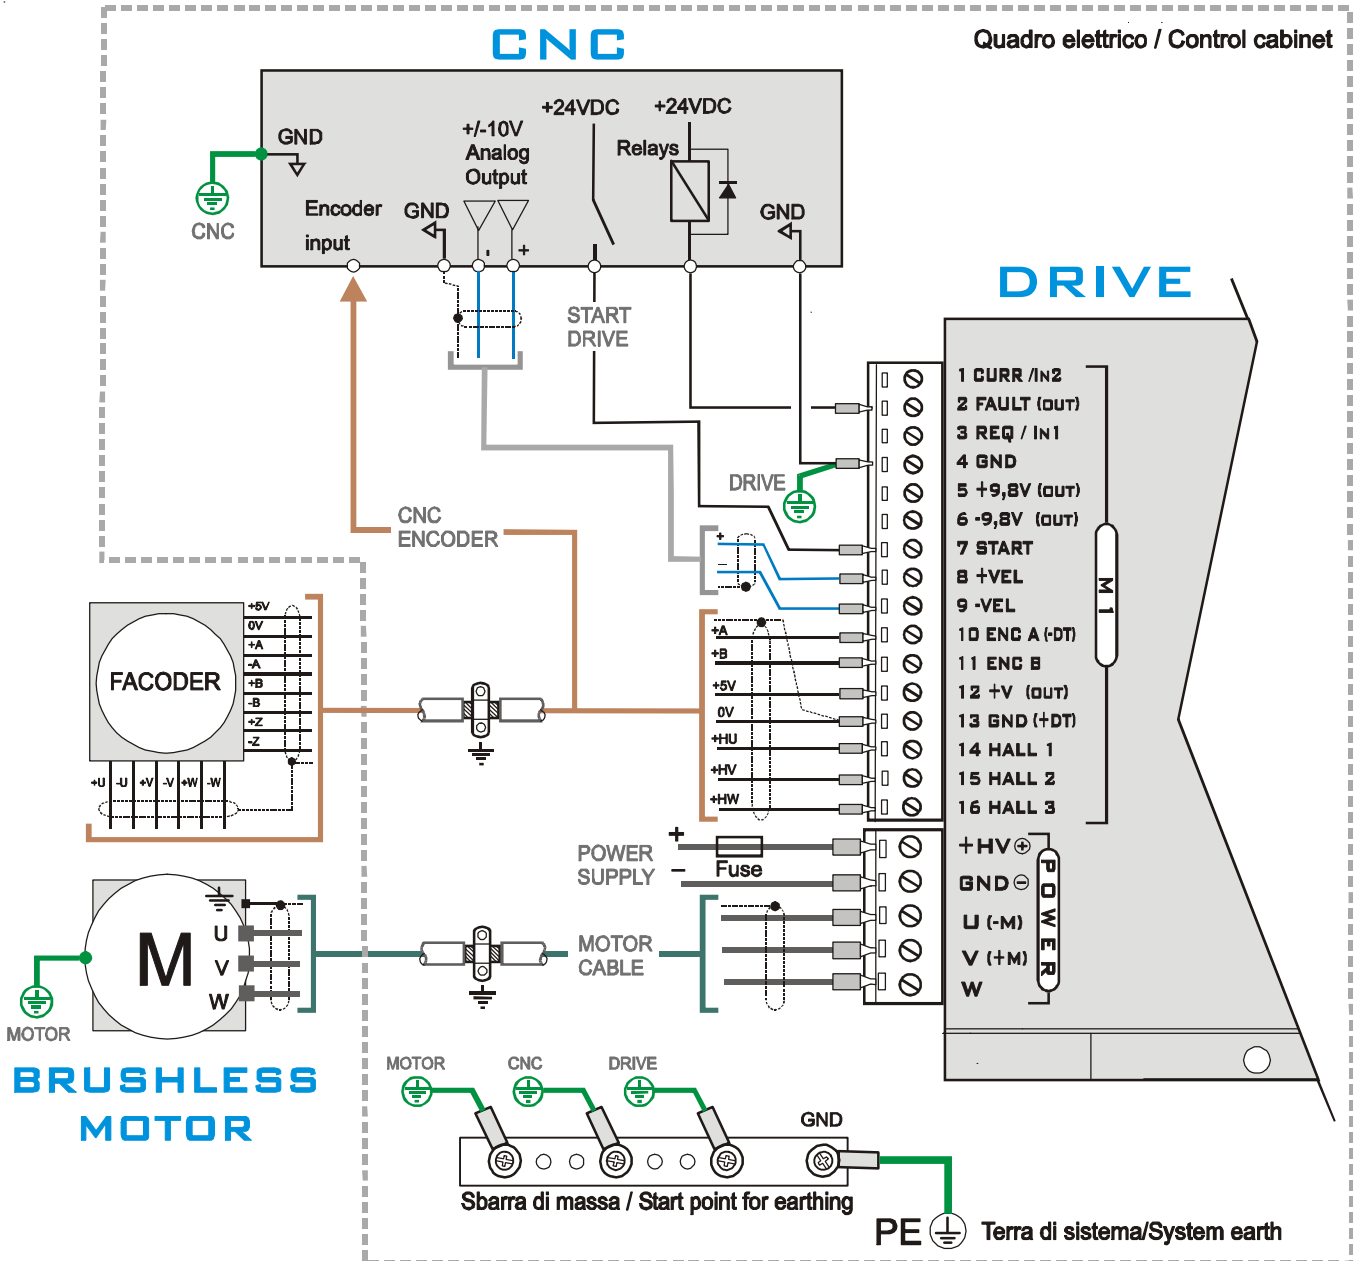 CNC
Quadro elettrico / Control cabinet
+24VDC
+24VDC
GND
+/-10V
Analog
Output
Relays
Encoder
input
GND
GND
-
+
CNC
START
DRIVE
DRIVE
1 CURR /IN2
2 FAULT (OUT)
3 REQ / IN1
4 GND
5 +9,8V (OUT)
6 -9,8V (OUT)
7 START
8 +VEL
9 -VEL
10 ENC A (-DT)
11 ENC B
12 +V (OUT)
13 GND (+DT)
14 HALL 1
15 HALL 2
16 HALL 3
M 1
DRIVE
CNC
ENCODER
+
−
+A
+B
+5V
0V
+HU
+HV
+HW
FACODER
+5V
0V
+A
-A
+B
-B
+Z
-Z
+U
-U
+V
-V
+W
-W
POWER
SUPPLY
+
−
Fuse
+HV ⊕
GND ⊖
U (-M)
V (+M)
W
POWER
M
U
V
W
MOTOR
CABLE
MOTOR
BRUSHLESS
MOTOR
MOTOR
CNC
DRIVE
GND
Sbarra di massa / Start point for earthing
PE
Terra di sistema/System earth